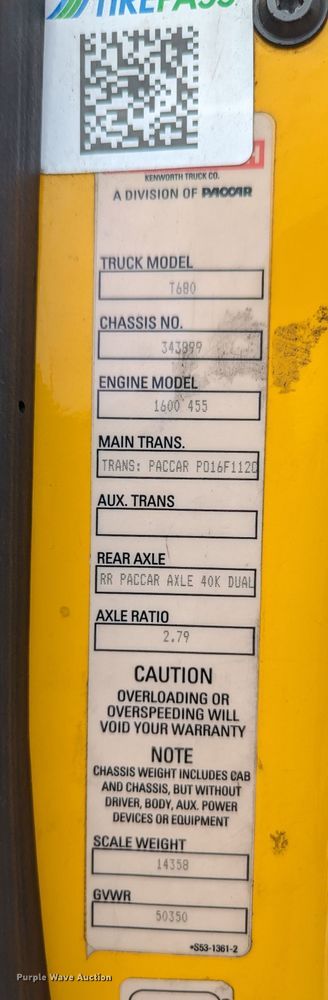 TIREPASS
KENWORTH TRUCK CO.
A DIVISION OF PACCAR
TRUCK MODEL
T680
CHASSIS NO.
343899
ENGINE MODEL
1600 455
MAIN TRANS.
TRANS: PACCAR PO16F112C
AUX. TRANS
REAR AXLE
RR PACCAR AXLE 40K DUAL
AXLE RATIO
2.79
CAUTION
OVERLOADING OR
OVERSPEEDING WILL
VOID YOUR WARRANTY
NOTE
CHASSIS WEIGHT INCLUDES CAB
AND CHASSIS, BUT WITHOUT
DRIVER, BODY, AUX. POWER
DEVICES OR EQUIPMENT
SCALE WEIGHT
14358
GVWR
50350
*S53-1361-2
Purple Wave Auction